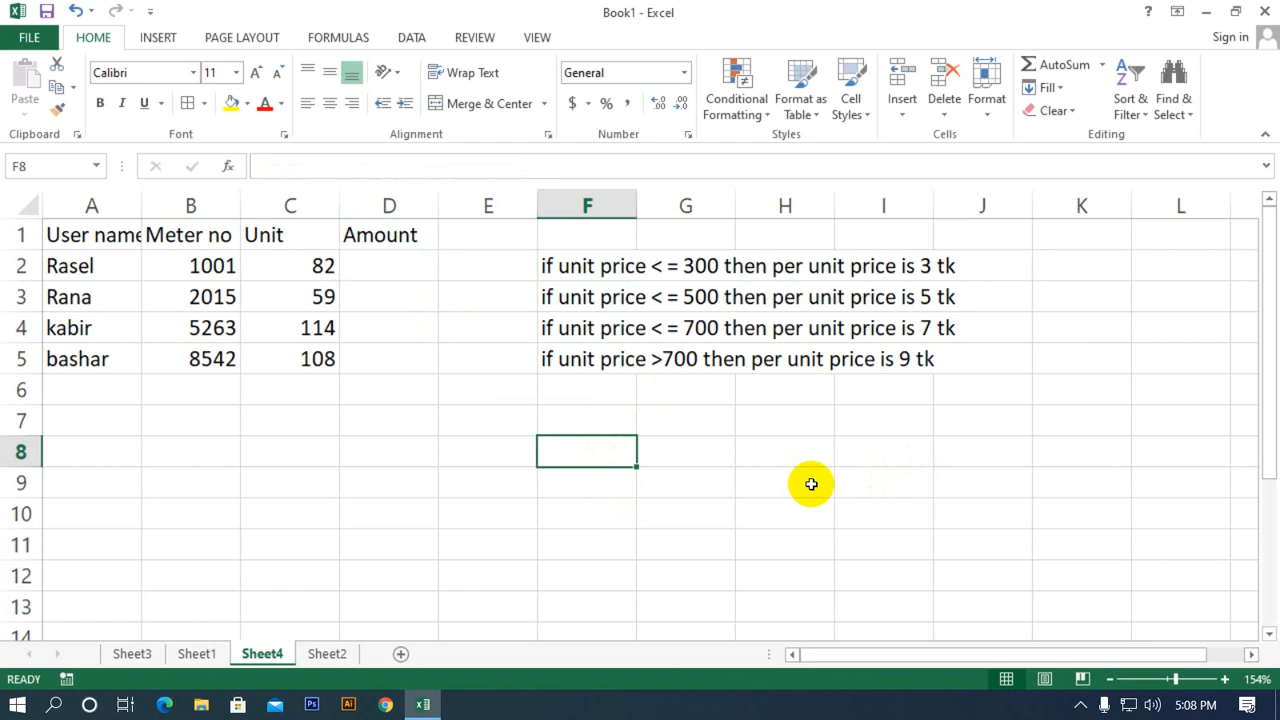 Book1 - Excel
?
FILE HOME INSERT PAGE LAYOUT FORMULAS DATA REVIEW VIEW Sign in
Paste
Calibri 11 A A
B I U A
Wrap Text
Merge & Center
General
$ % ,
Conditional Formatting
Format as Table
Cell Styles
Insert Delete Format
AutoSum
Fill
Clear
Sort & Filter
Find & Select
Clipboard Font Alignment Number Styles Cells Editing
F8 fx
A B C D E F G H I J K L
1 User name Meter no Unit Amount
2 Rasel 1001 82 if unit price < = 300 then per unit price is 3 tk
3 Rana 2015 59 if unit price < = 500 then per unit price is 5 tk
4 kabir 5263 114 if unit price < = 700 then per unit price is 7 tk
5 bashar 8542 108 if unit price >700 then per unit price is 9 tk
6
7
8
9
10
11
12
13
14
Sheet3 Sheet1 Sheet4 Sheet2
READY 154%
Ps Ai 5:08 PM